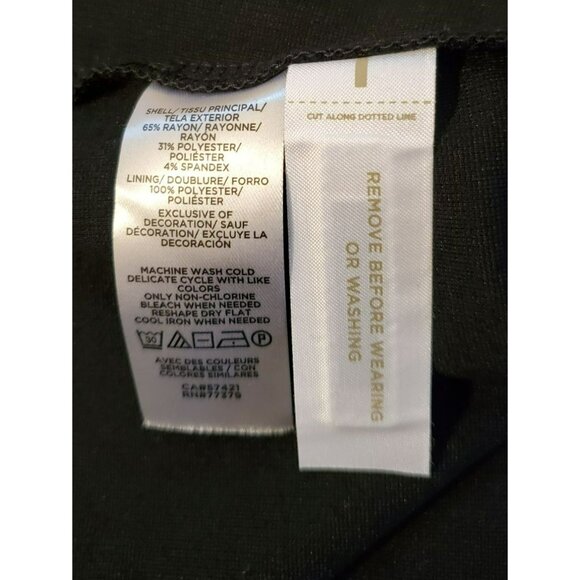 SHELL/TISSU PRINCIPAL/
TELA EXTERIOR
65% RAYON/RAYONNE/
RAYÓN
31% POLYESTER/
POLIÉSTER
4% SPANDEX
LINING/DOUBLURE/FORRO
100% POLYESTER/
POLIÉSTER
EXCLUSIVE OF
DECORATION/SAUF
DÉCORATION/EXCLUYE LA
DECORACIÓN
MACHINE WASH COLD
DELICATE CYCLE WITH LIKE
COLORS
ONLY NON-CHLORINE
BLEACH WHEN NEEDED
RESHAPE DRY FLAT
COOL IRON WHEN NEEDED
30 P
AVEC DES COULEURS
SEMBLABLES/CON
COLORES SIMILARES
CA#57421
RN#77379
CUT ALONG DOTTED LINE
REMOVE BEFORE WEARING
OR WASHING